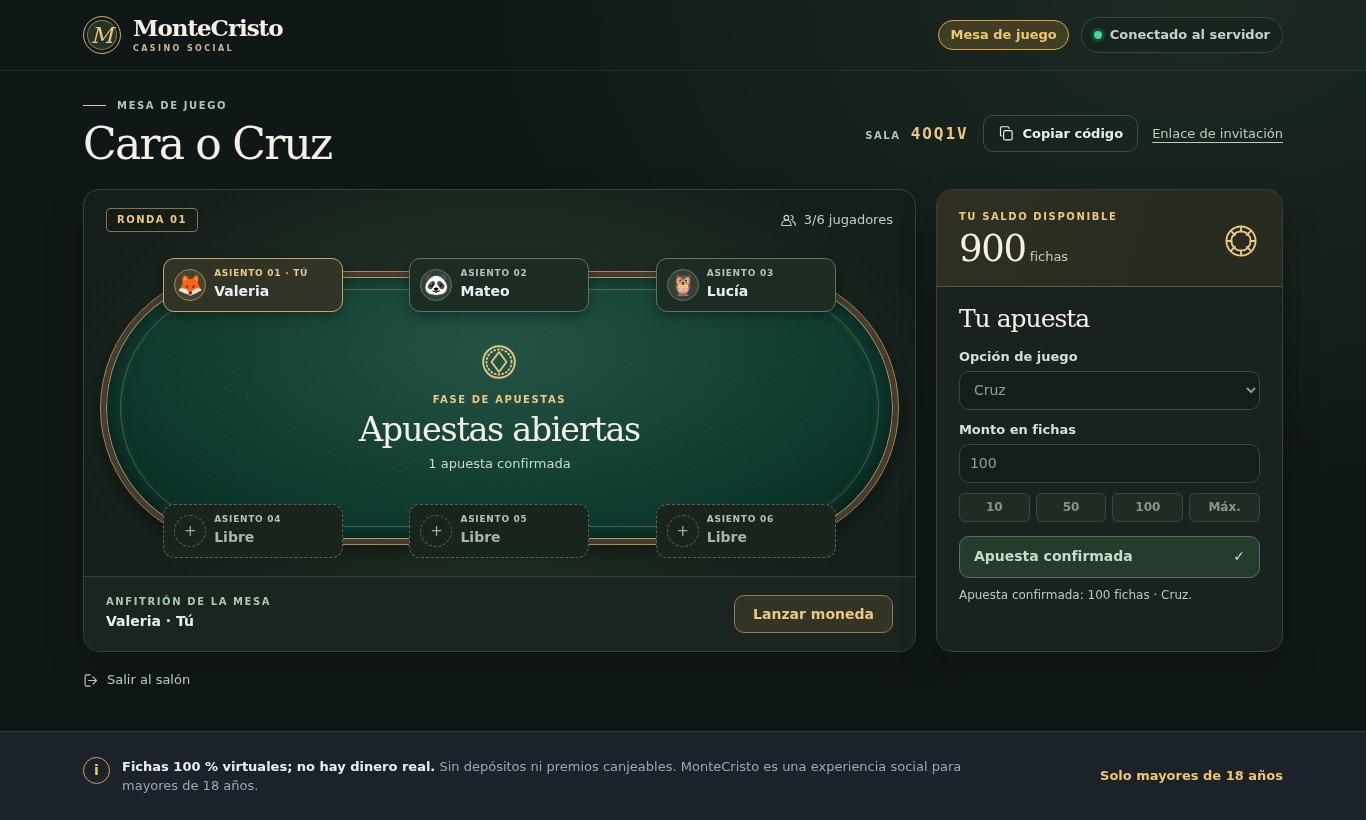 M
MonteCristo
CASINO SOCIAL
Mesa de juego
Conectado al servidor
MESA DE JUEGO
Cara o Cruz
SALA 4OQ1V
Copiar código
Enlace de invitación
RONDA 01
3/6 jugadores
ASIENTO 01 · TÚ
Valeria
ASIENTO 02
Mateo
ASIENTO 03
Lucía
FASE DE APUESTAS
Apuestas abiertas
1 apuesta confirmada
ASIENTO 04
Libre
ASIENTO 05
Libre
ASIENTO 06
Libre
ANFITRIÓN DE LA MESA
Valeria · Tú
Lanzar moneda
TU SALDO DISPONIBLE
900 fichas
Tu apuesta
Opción de juego
Cruz
Monto en fichas
100
10 50 100 Máx.
Apuesta confirmada ✓
Apuesta confirmada: 100 fichas · Cruz.
Salir al salón
i
Fichas 100 % virtuales; no hay dinero real. Sin depósitos ni premios canjeables. MonteCristo es una experiencia social para
mayores de 18 años.
Solo mayores de 18 años